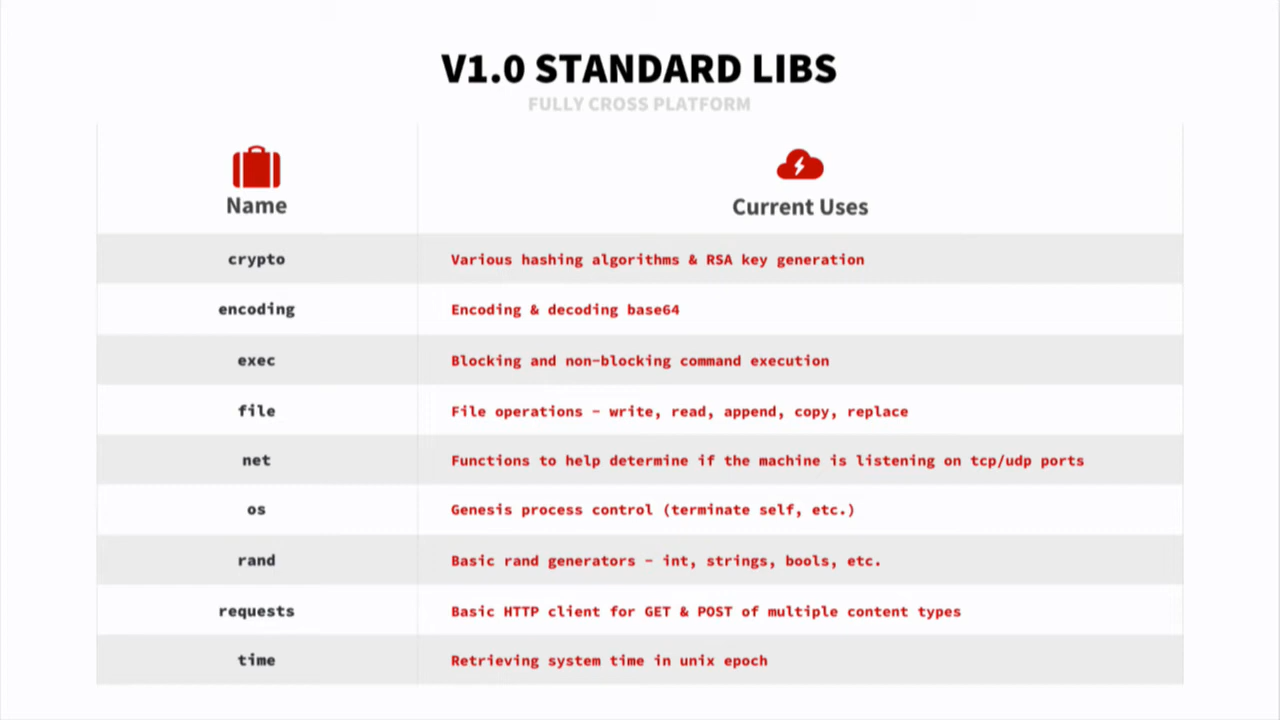 V1.0 STANDARD LIBS
FULLY CROSS PLATFORM
Name
Current Uses
crypto
Various hashing algorithms & RSA key generation
encoding
Encoding & decoding base64
exec
Blocking and non-blocking command execution
file
File operations - write, read, append, copy, replace
net
Functions to help determine if the machine is listening on tcp/udp ports
os
Genesis process control (terminate self, etc.)
rand
Basic rand generators - int, strings, bools, etc.
requests
Basic HTTP client for GET & POST of multiple content types
time
Retrieving system time in unix epoch